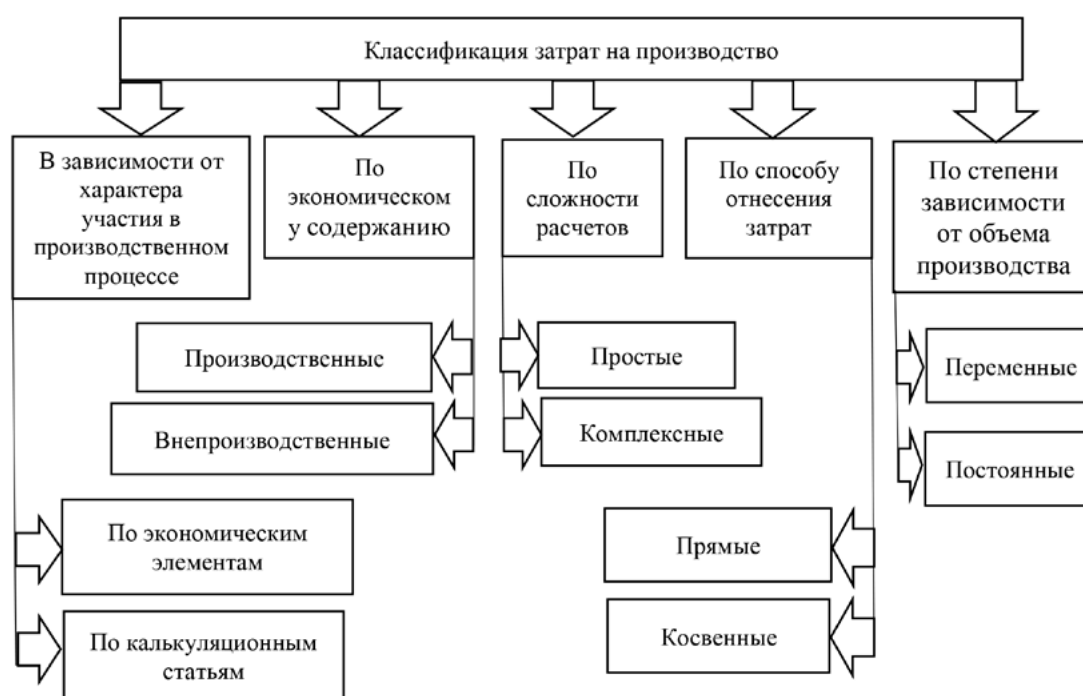 Классификация затрат на производство
В зависимости от
характера
участия в
производственном
процессе
По
экономическом
у содержанию
По
сложности
расчетов
По способу
отнесения
затрат
По степени
зависимости
от объема
производства
Производственные
Внепроизводственные
Простые
Комплексные
Переменные
Постоянные
По экономическим
элементам
По калькуляционным
статьям
Прямые
Косвенные